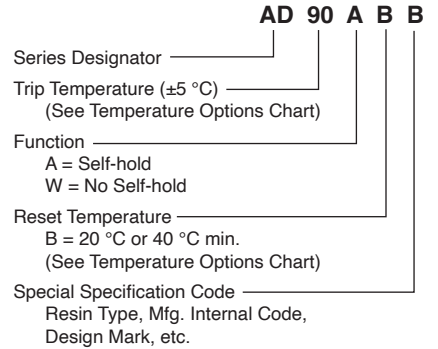 AD 90 A B B
Series Designator
Trip Temperature (±5 °C)
(See Temperature Options Chart)
Function
A = Self-hold
W = No Self-hold
Reset Temperature
B = 20 °C or 40 °C min.
(See Temperature Options Chart)
Special Specification Code
Resin Type, Mfg. Internal Code,
Design Mark, etc.